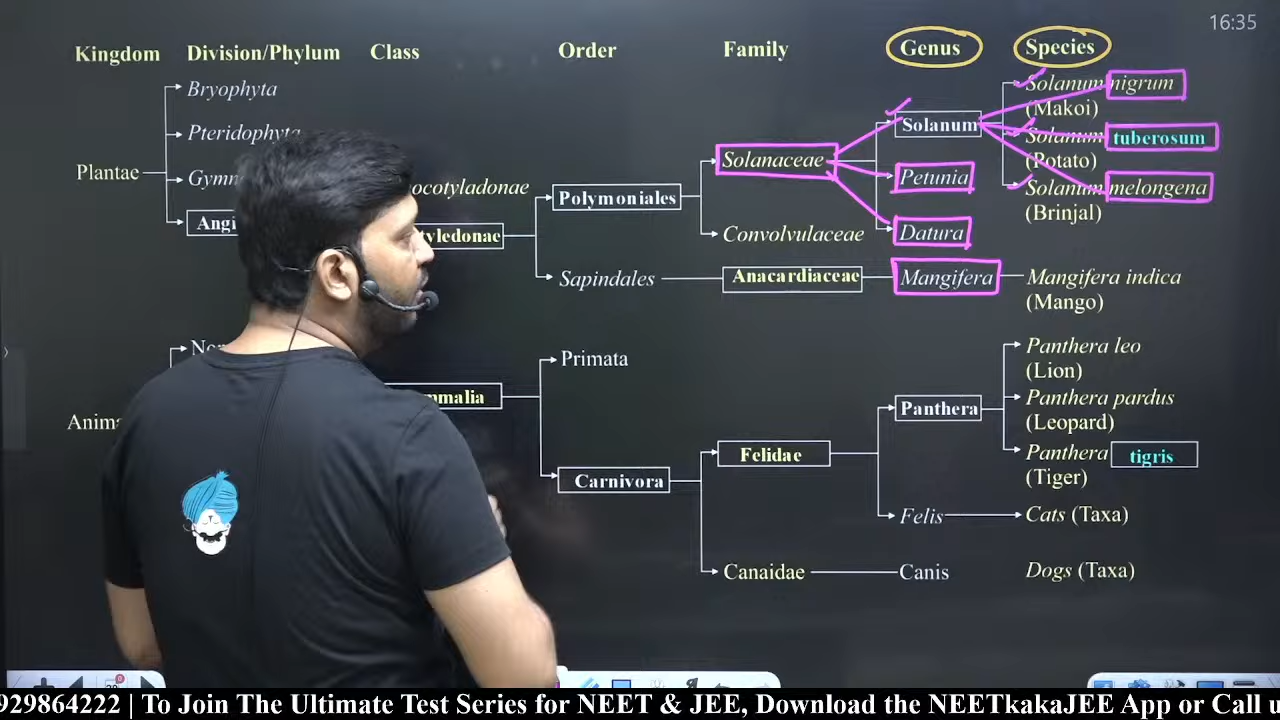 16:35
Kingdom Division/Phylum Class Order Family Genus Species
Bryophyta
Solanum nigrum
(Makoi)
Solanum
Pteridophyta
Solanum tuberosum
(Potato)
Solanaceae
Plantae
Petunia
Solanum melongena
(Brinjal)
Polymoniales
Convolvulaceae
Datura
Sapindales
Anacardiaceae
Mangifera
Mangifera indica
(Mango)
Primata
Panthera leo
(Lion)
Panthera
Panthera pardus
(Leopard)
Felidae
Panthera tigris
(Tiger)
Carnivora
Felis
Cats (Taxa)
Canaidae
Canis
Dogs (Taxa)
929864222 | To Join The Ultimate Test Series for NEET & JEE, Download the NEETkakaJEE App or Call